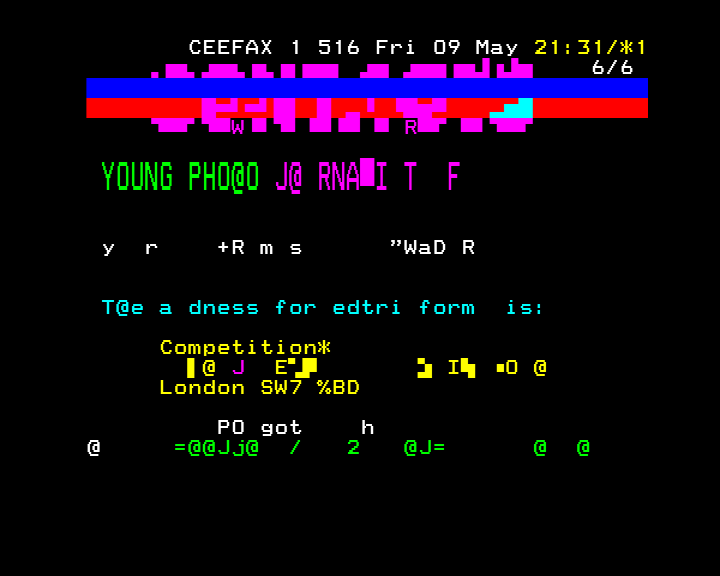 CEEFAX 1 516 Fri 09 May 21:31/*1
6/6
W R
YOUNG PHO@O J@ RNA I T F
y r +R m s "WaD R
T@e a dness for edtri form is:
Competition*
@ J E I O @
London SW7 %BD
PO got h
@ =@@Jj@ / 2 @J= @ @